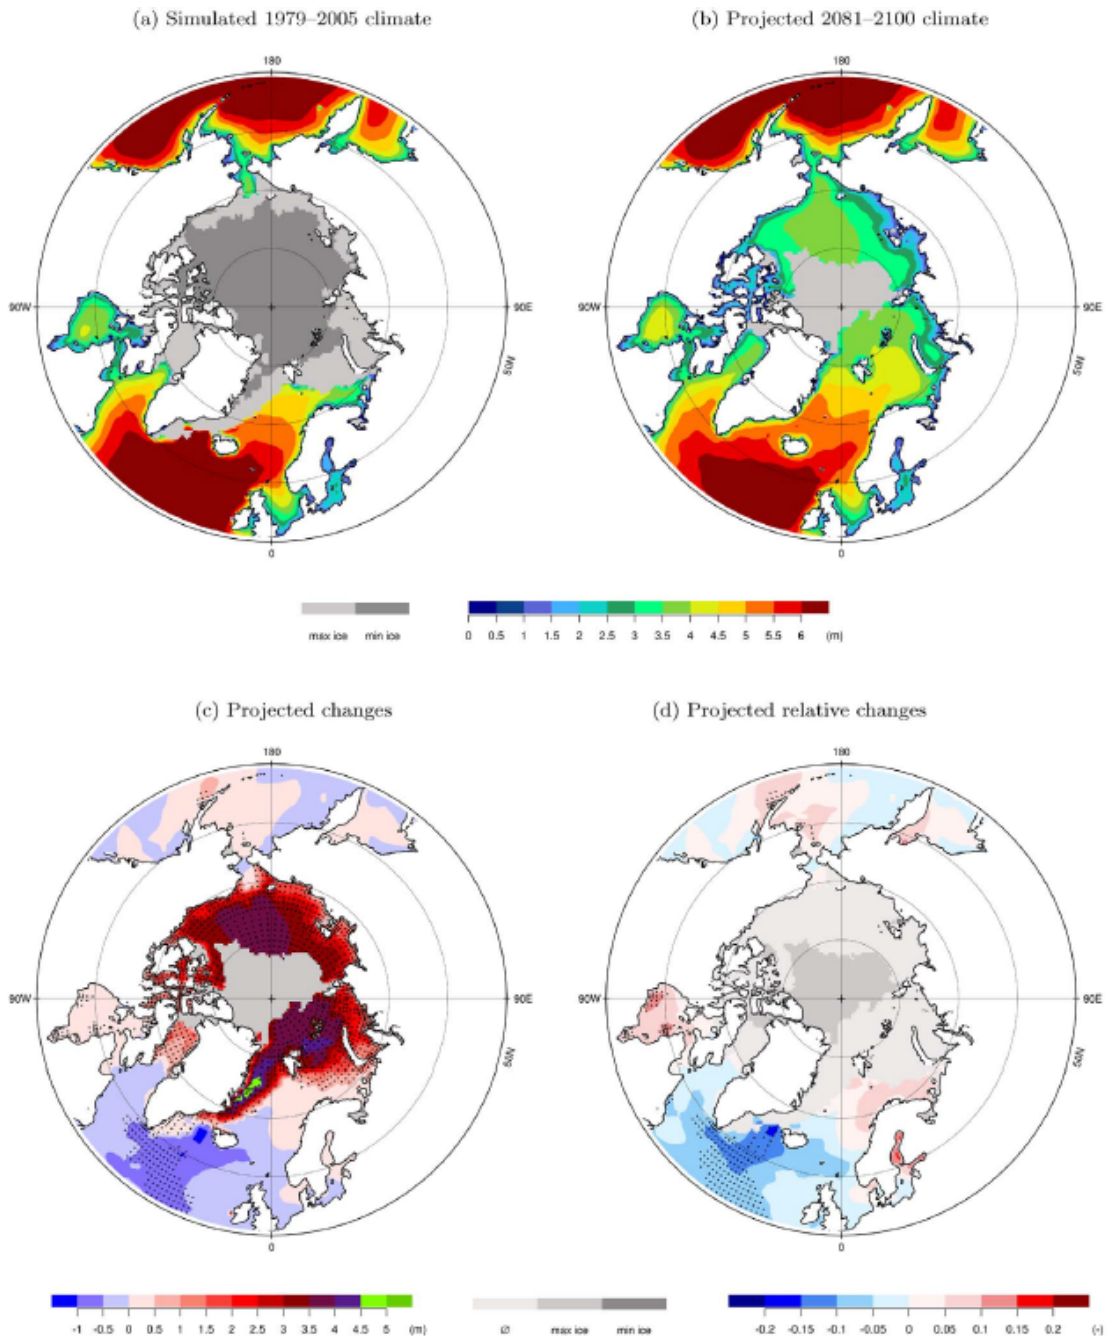 (a) Simulated 1979–2005 climate
(b) Projected 2081–2100 climate
180
180
90W
90E
50N
0
90W
90E
50N
0
max ice
min ice
0 0.5 1 1.5 2 2.5 3 3.5 4 4.5 5 5.5 6 (m)
(c) Projected changes
(d) Projected relative changes
180
180
90W
90E
50N
0
90W
90E
50N
0
-1 -0.5 0 0.5 1 1.5 2 2.5 3 3.5 4 4.5 5 (m)
Ø
max ice
min ice
-0.2 -0.15 -0.1 -0.05 0 0.05 0.1 0.15 0.2 (-)